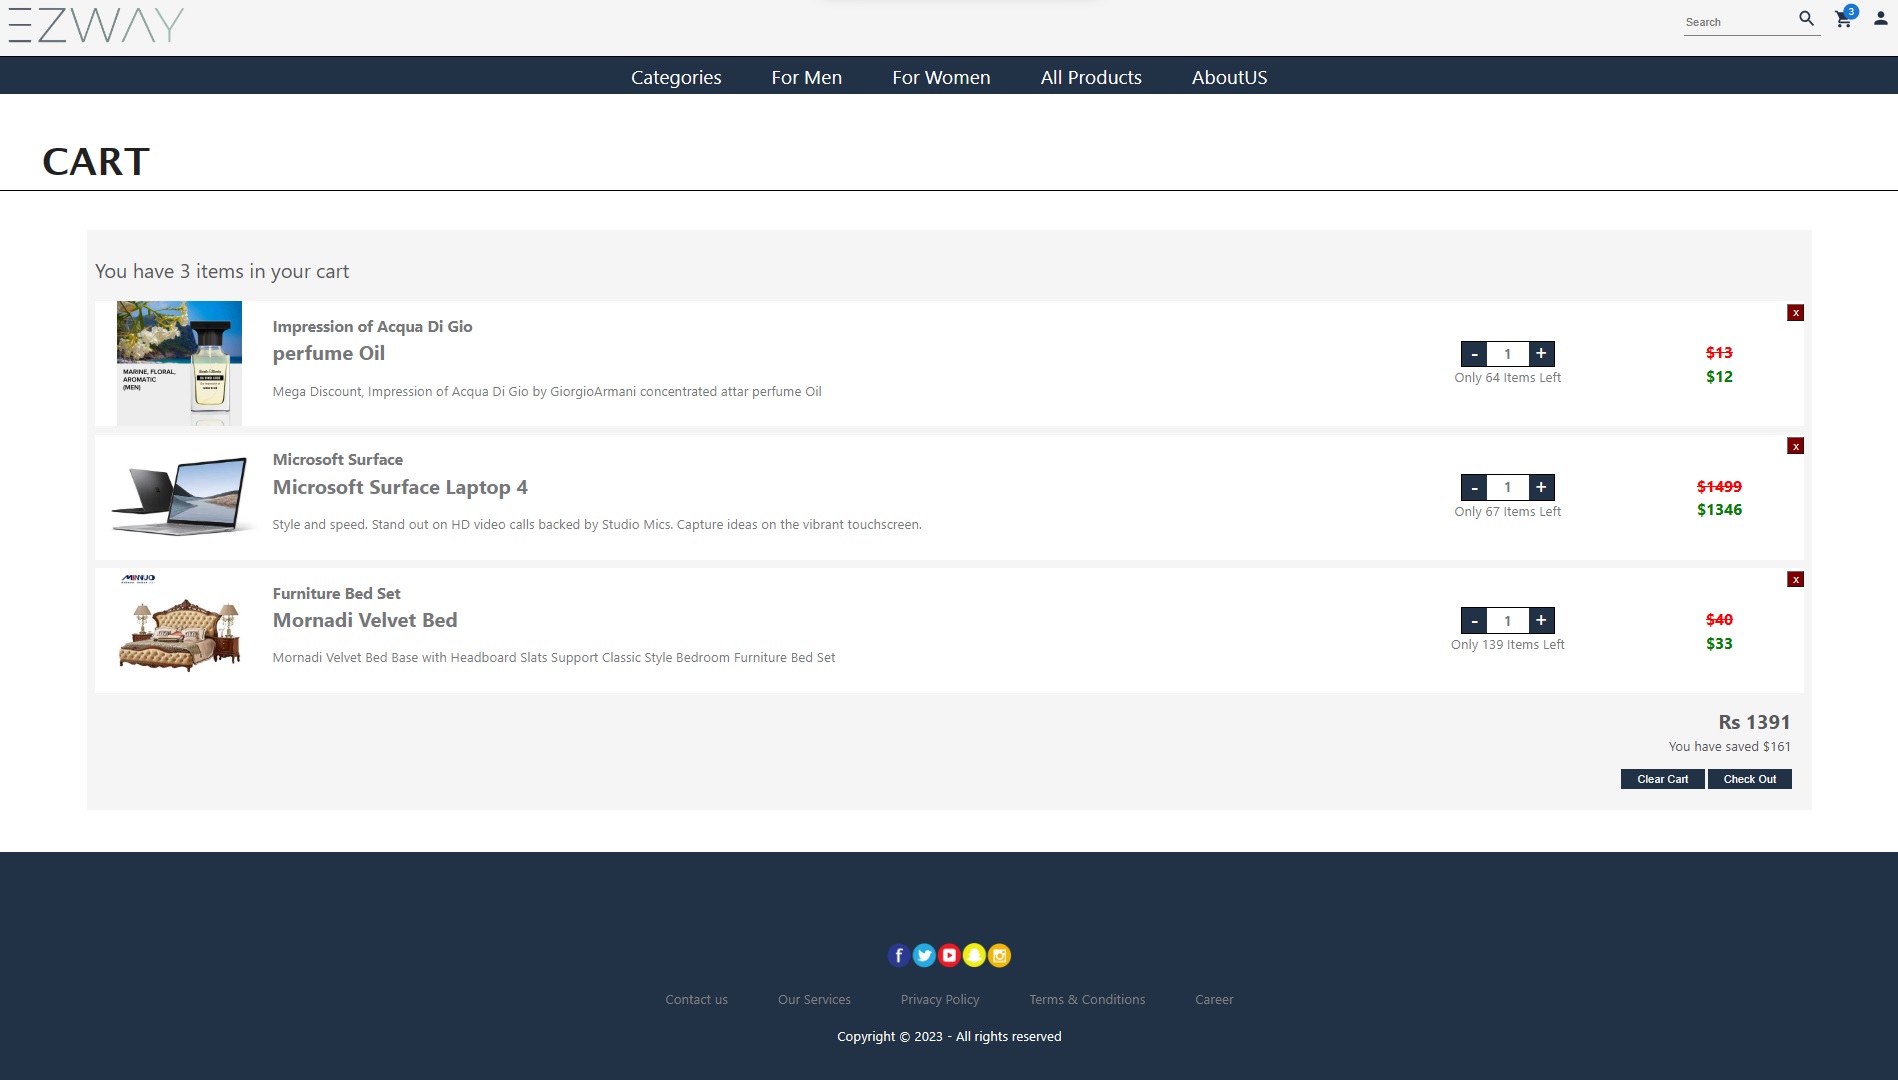 EZWAY
Search
3
Categories For Men For Women All Products AboutUS
CART
You have 3 items in your cart
MARINE, FLORAL,
AROMATIC
(MEN)
Impression of Acqua Di Gio
perfume Oil
Mega Discount, Impression of Acqua Di Gio by GiorgioArmani concentrated attar perfume Oil
- 1 +
Only 64 Items Left
$13
$12
x
Microsoft Surface
Microsoft Surface Laptop 4
Style and speed. Stand out on HD video calls backed by Studio Mics. Capture ideas on the vibrant touchscreen.
- 1 +
Only 67 Items Left
$1499
$1346
x
Furniture Bed Set
Mornadi Velvet Bed
Mornadi Velvet Bed Base with Headboard Slats Support Classic Style Bedroom Furniture Bed Set
- 1 +
Only 139 Items Left
$40
$33
x
Rs 1391
You have saved $161
Clear Cart Check Out
Contact us Our Services Privacy Policy Terms & Conditions Career
Copyright © 2023 - All rights reserved